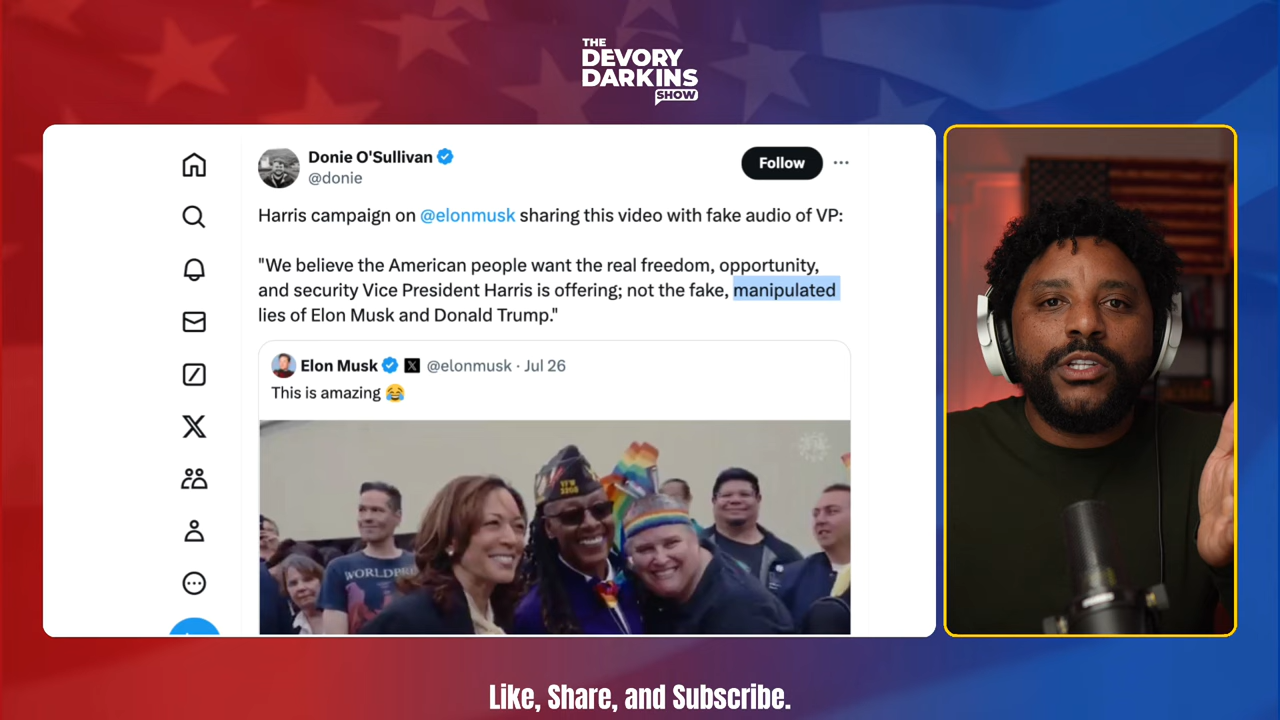 THE
DEVORY
DARKINS
SHOW
Donie O'Sullivan
@donie
Follow
Harris campaign on @elonmusk sharing this video with fake audio of VP:
"We believe the American people want the real freedom, opportunity,
and security Vice President Harris is offering; not the fake, manipulated
lies of Elon Musk and Donald Trump."
Elon Musk X @elonmusk · Jul 26
This is amazing 😂
VFW
WORLDPR
Like, Share, and Subscribe.